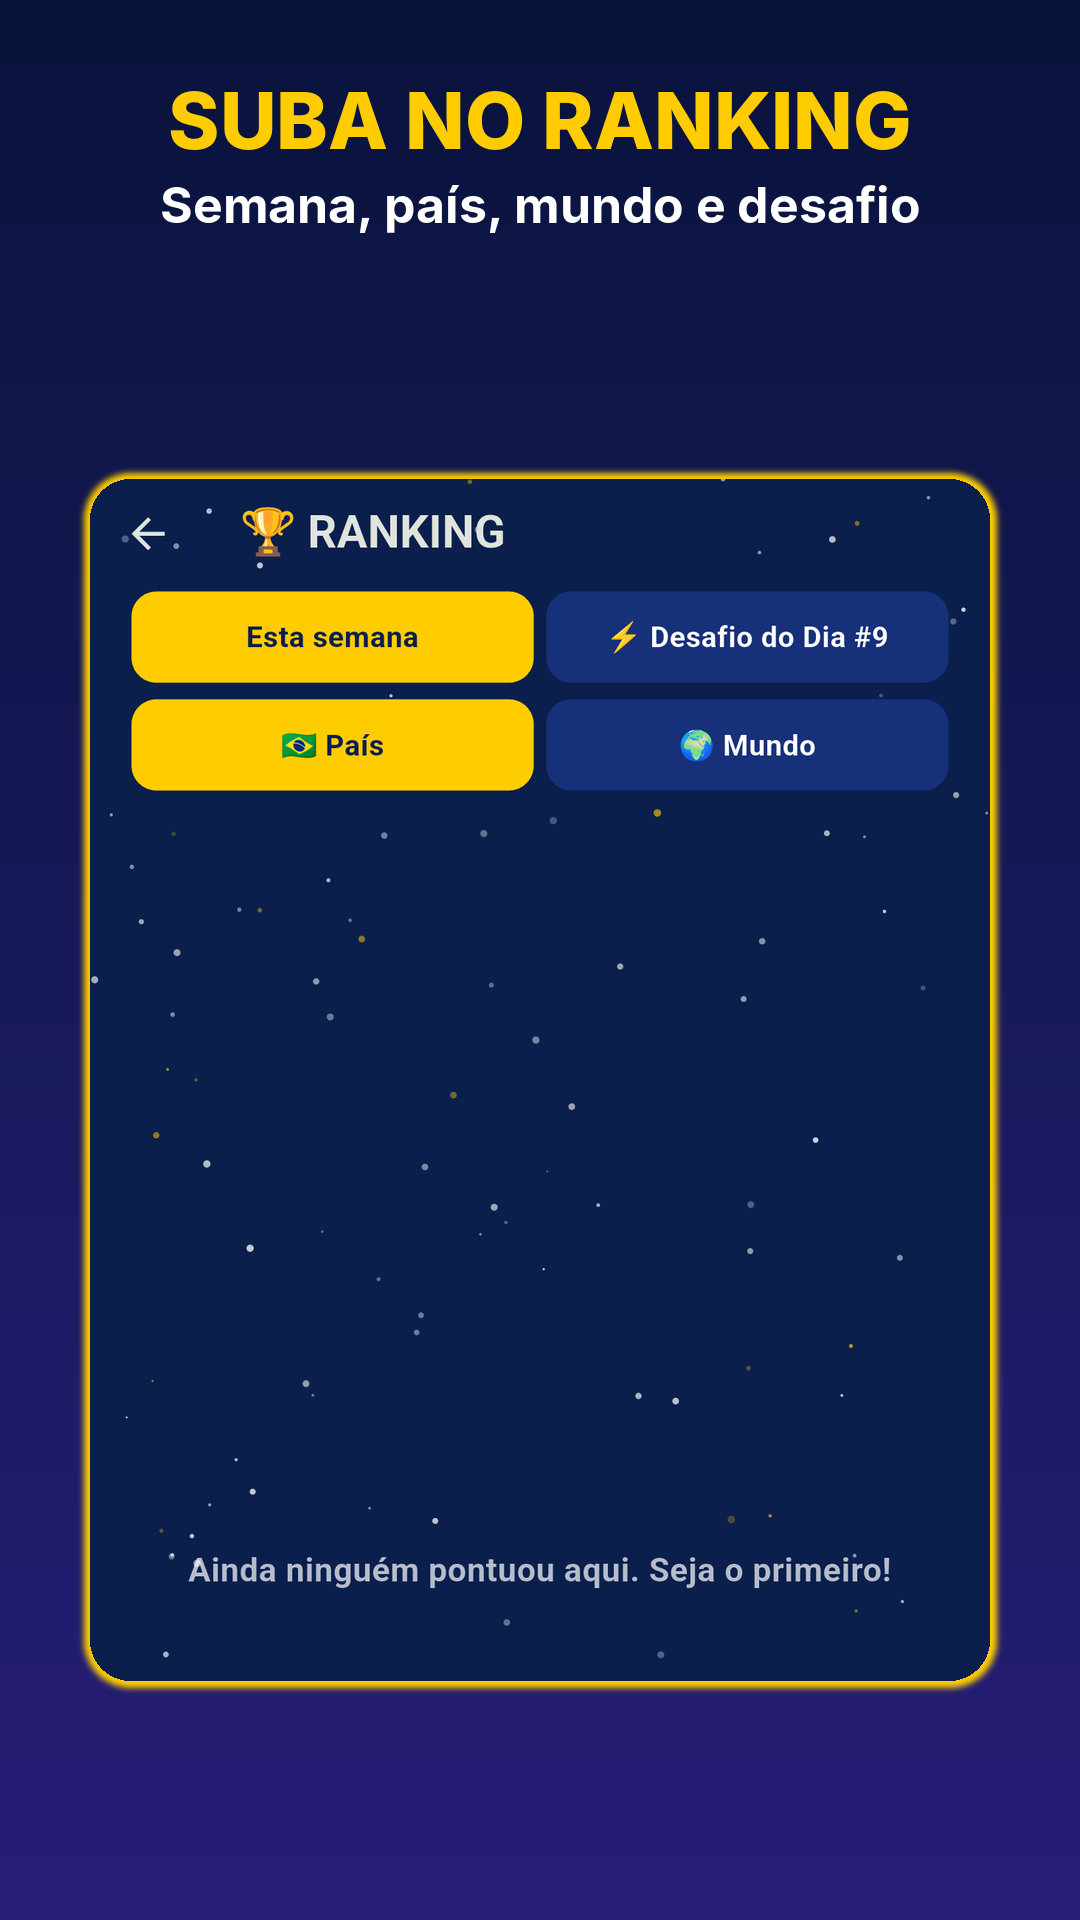 SUBA NO RANKING
Semana, país, mundo e desafio
RANKING
Esta semana
Desafio do Dia #9
País
Mundo
Ainda ninguém pontuou aqui. Seja o primeiro!